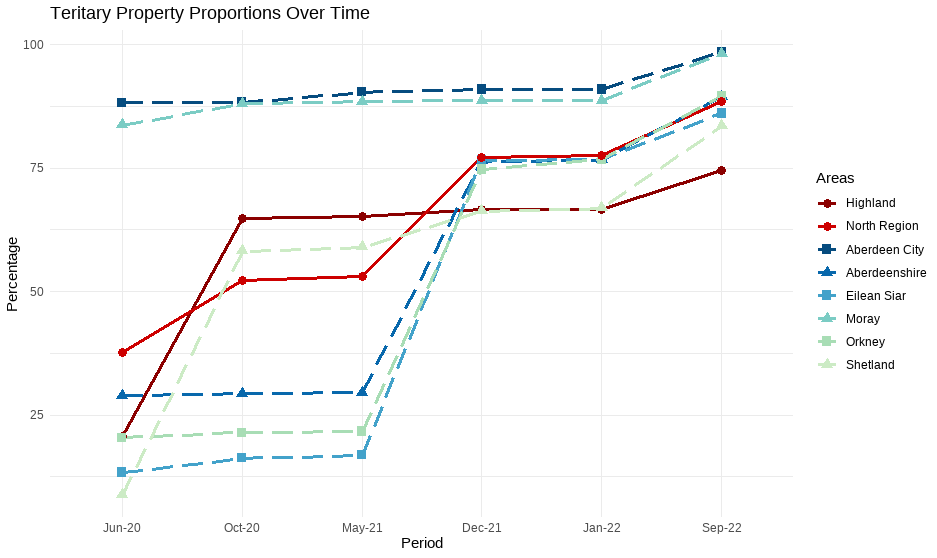 Teritary Property Proportions Over Time
100
75
50
25
Percentage
Jun-20 Oct-20 May-21 Dec-21 Jan-22 Sep-22
Period
Areas
Highland
North Region
Aberdeen City
Aberdeenshire
Eilean Siar
Moray
Orkney
Shetland